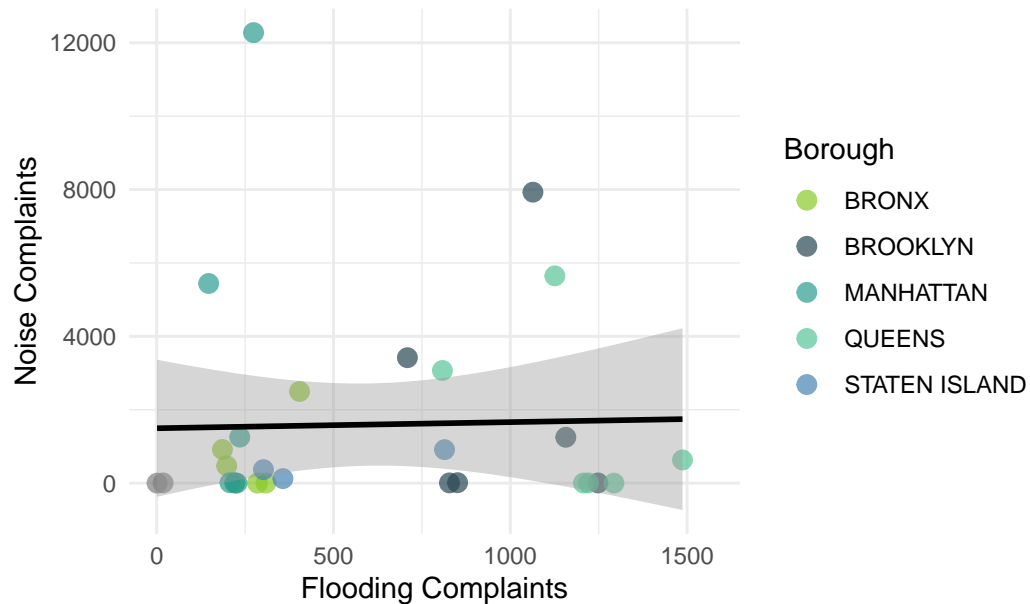 12000
8000
4000
0
Noise Complaints
0
500
1000
1500
Flooding Complaints
Borough
BRONX
BROOKLYN
MANHATTAN
QUEENS
STATEN ISLAND